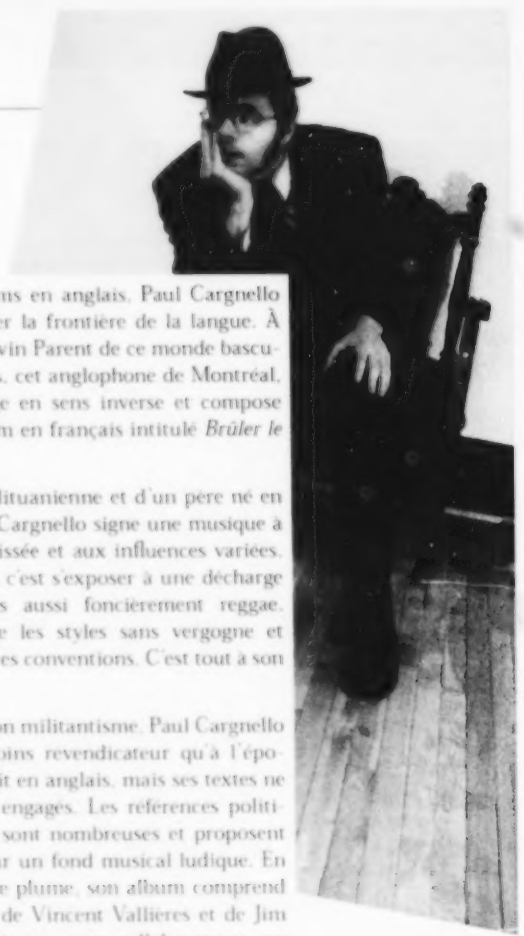 ms en anglais, Paul Cargnello
er la frontière de la langue. À
vin Parent de ce monde bascu-
s, cet anglophone de Montréal,
e en sens inverse et compose
m en français intitulé Brûler le
lituanienne et d'un père né en
Cargnello signe une musique à
issée et aux influences variées.
c'est s'exposer à une décharge
s aussi foncièrement reggae.
e les styles sans vergogne et
es conventions. C'est tout à son
on militantisme, Paul Cargnello
oins revendicateur qu'à l'épo-
it en anglais, mais ses textes ne
engagés. Les références politi-
sont nombreuses et proposent
ur un fond musical ludique. En
e plume, son album comprend
de Vincent Vallières et de Jim